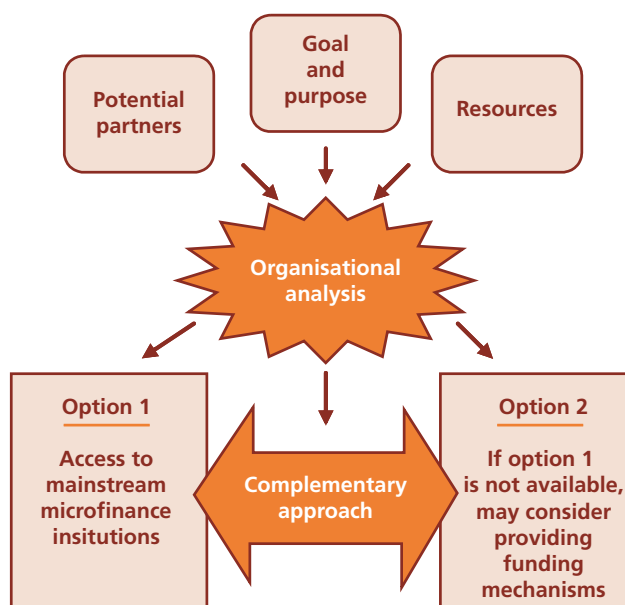 Potential
partners
Goal
and
purpose
Resources
Organisational
analysis
Option 1
Access to
mainstream
microfinance
insitutions
Complementary
approach
Option 2
If option 1
is not available,
may consider
providing
funding
mechanisms